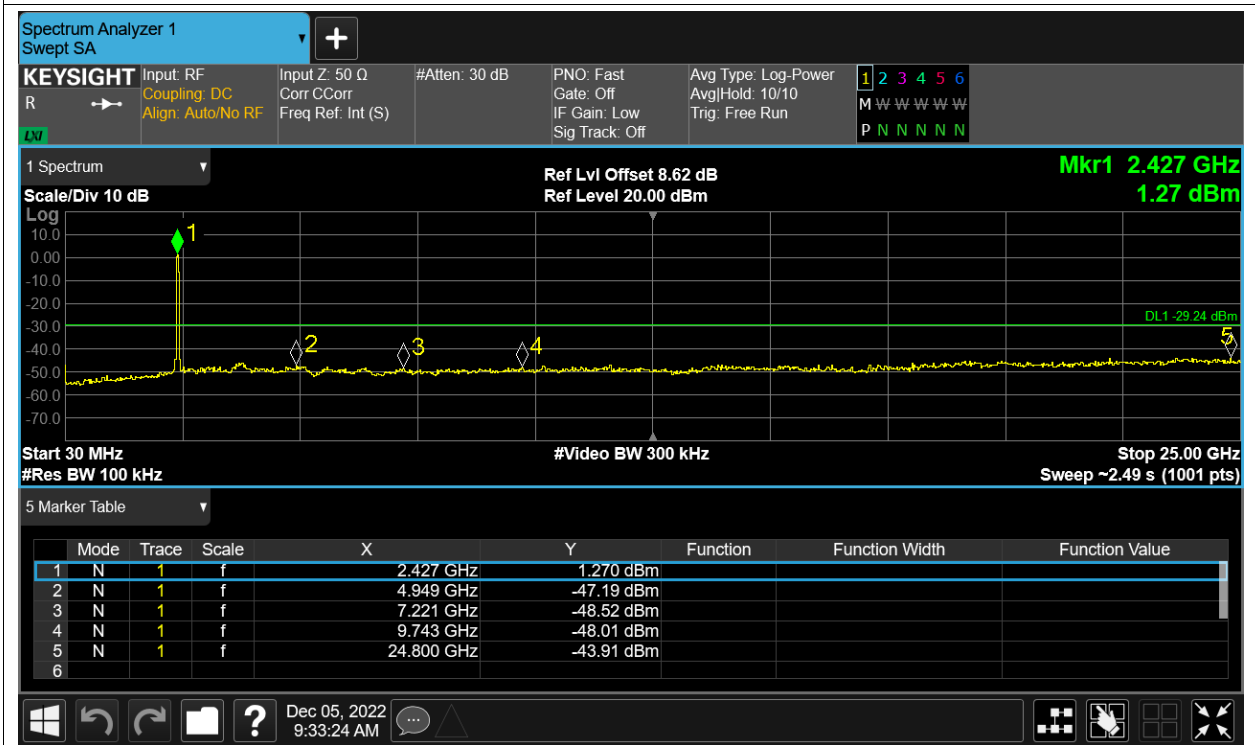 Spectrum Analyzer 1
Swept SA
KEYSIGHT
R
LXI
Input: RF
Coupling: DC
Align: Auto/No RF
Input Z: 50 Ω
Corr CCorr
Freq Ref: Int (S)
#Atten: 30 dB
PNO: Fast
Gate: Off
IF Gain: Low
Sig Track: Off
Avg Type: Log-Power
Avg|Hold: 10/10
Trig: Free Run
1 2 3 4 5 6
M W W W W W
P N N N N N
1 Spectrum
Scale/Div 10 dB
Ref Lvl Offset 8.62 dB
Ref Level 20.00 dBm
Mkr1 2.427 GHz
1.27 dBm
Log
10.0
0.00
-10.0
-20.0
-30.0
-40.0
-50.0
-60.0
-70.0
1
2
3
4
5
DL1 -29.24 dBm
Start 30 MHz
#Res BW 100 kHz
#Video BW 300 kHz
Stop 25.00 GHz
Sweep ~2.49 s (1001 pts)
5 Marker Table
Mode Trace Scale X Y Function Function Width Function Value
1 N 1 f 2.427 GHz 1.270 dBm
2 N 1 f 4.949 GHz -47.19 dBm
3 N 1 f 7.221 GHz -48.52 dBm
4 N 1 f 9.743 GHz -48.01 dBm
5 N 1 f 24.800 GHz -43.91 dBm
6
?
Dec 05, 2022
9:33:24 AM